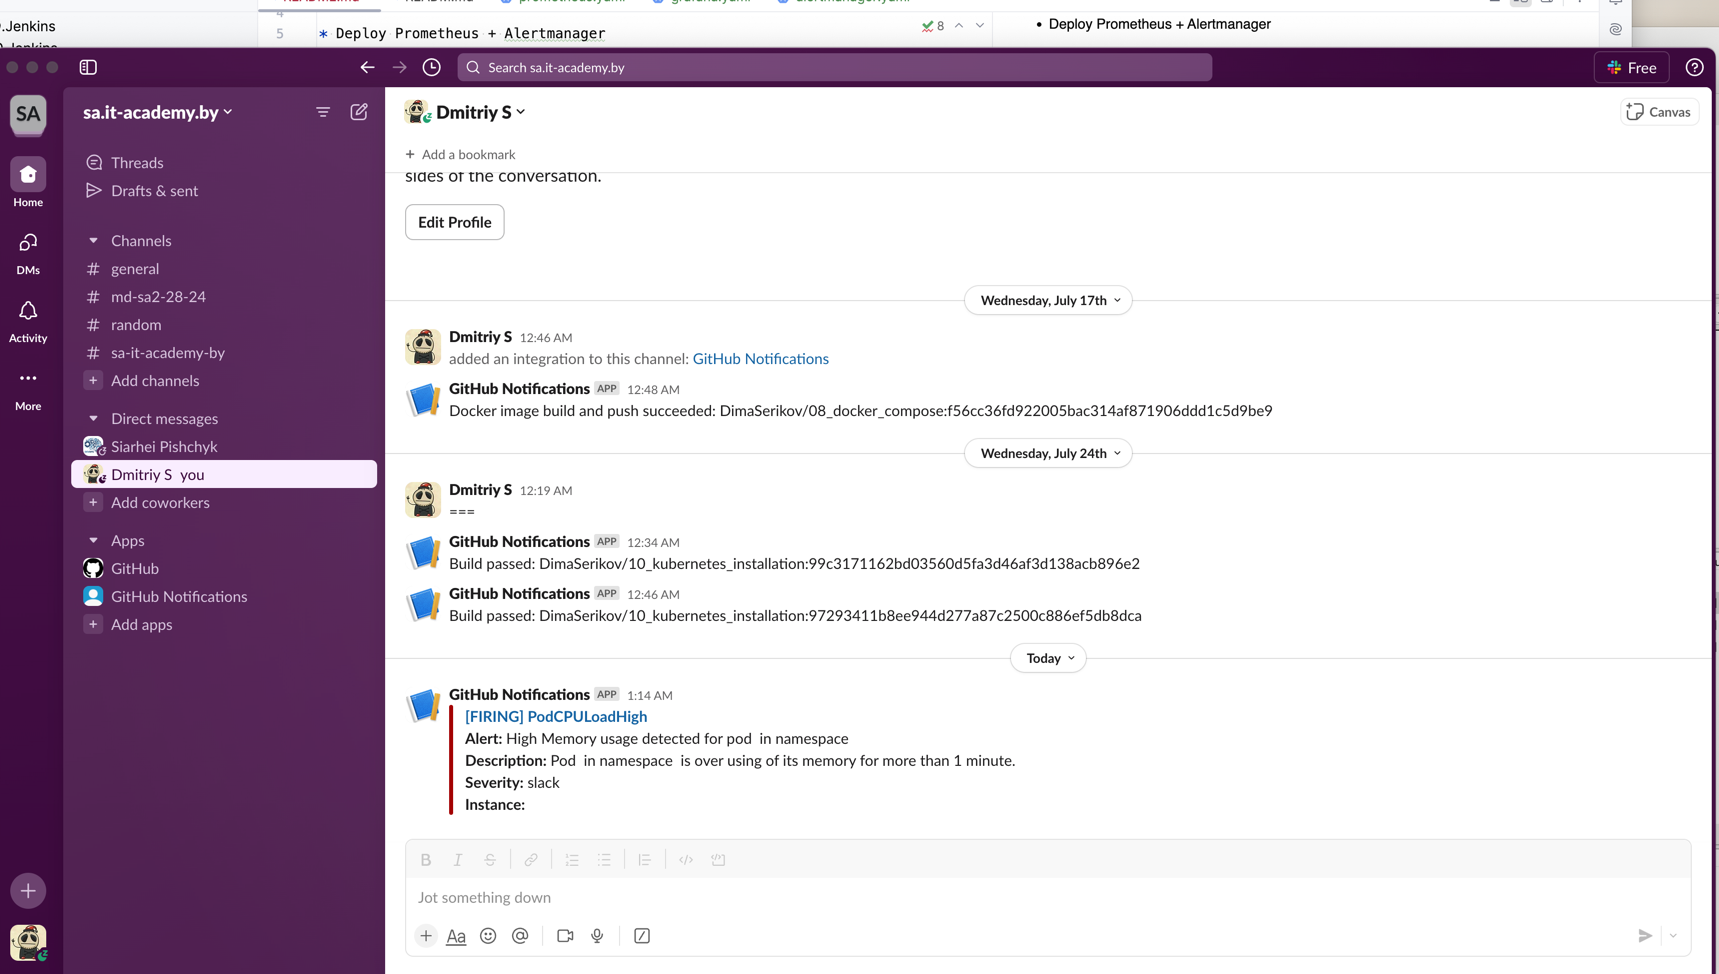 .Jenkins
5
* Deploy Prometheus + Alertmanager
8
• Deploy Prometheus + Alertmanager
Search sa.it-academy.by
Free
SA
sa.it-academy.by
Dmitriy S
Canvas
Add a bookmark
Threads
Drafts & sent
Home
DMs
Activity
More
Channels
# general
# md-sa2-28-24
# random
# sa-it-academy-by
+ Add channels
Direct messages
Siarhei Pishchyk
Dmitriy S you
+ Add coworkers
Apps
GitHub
GitHub Notifications
+ Add apps
sides of the conversation.
Edit Profile
Wednesday, July 17th
Dmitriy S 12:46 AM
added an integration to this channel: GitHub Notifications
GitHub Notifications APP 12:48 AM
Docker image build and push succeeded: DimaSerikov/08_docker_compose:f56cc36fd922005bac314af871906ddd1c5d9be9
Wednesday, July 24th
Dmitriy S 12:19 AM
===
GitHub Notifications APP 12:34 AM
Build passed: DimaSerikov/10_kubernetes_installation:99c3171162bd03560d5fa3d46af3d138acb896e2
GitHub Notifications APP 12:46 AM
Build passed: DimaSerikov/10_kubernetes_installation:97293411b8ee944d277a87c2500c886ef5db8dca
Today
GitHub Notifications APP 1:14 AM
[FIRING] PodCPULoadHigh
Alert: High Memory usage detected for pod in namespace
Description: Pod in namespace is over using of its memory for more than 1 minute.
Severity: slack
Instance:
Jot something down
Aa